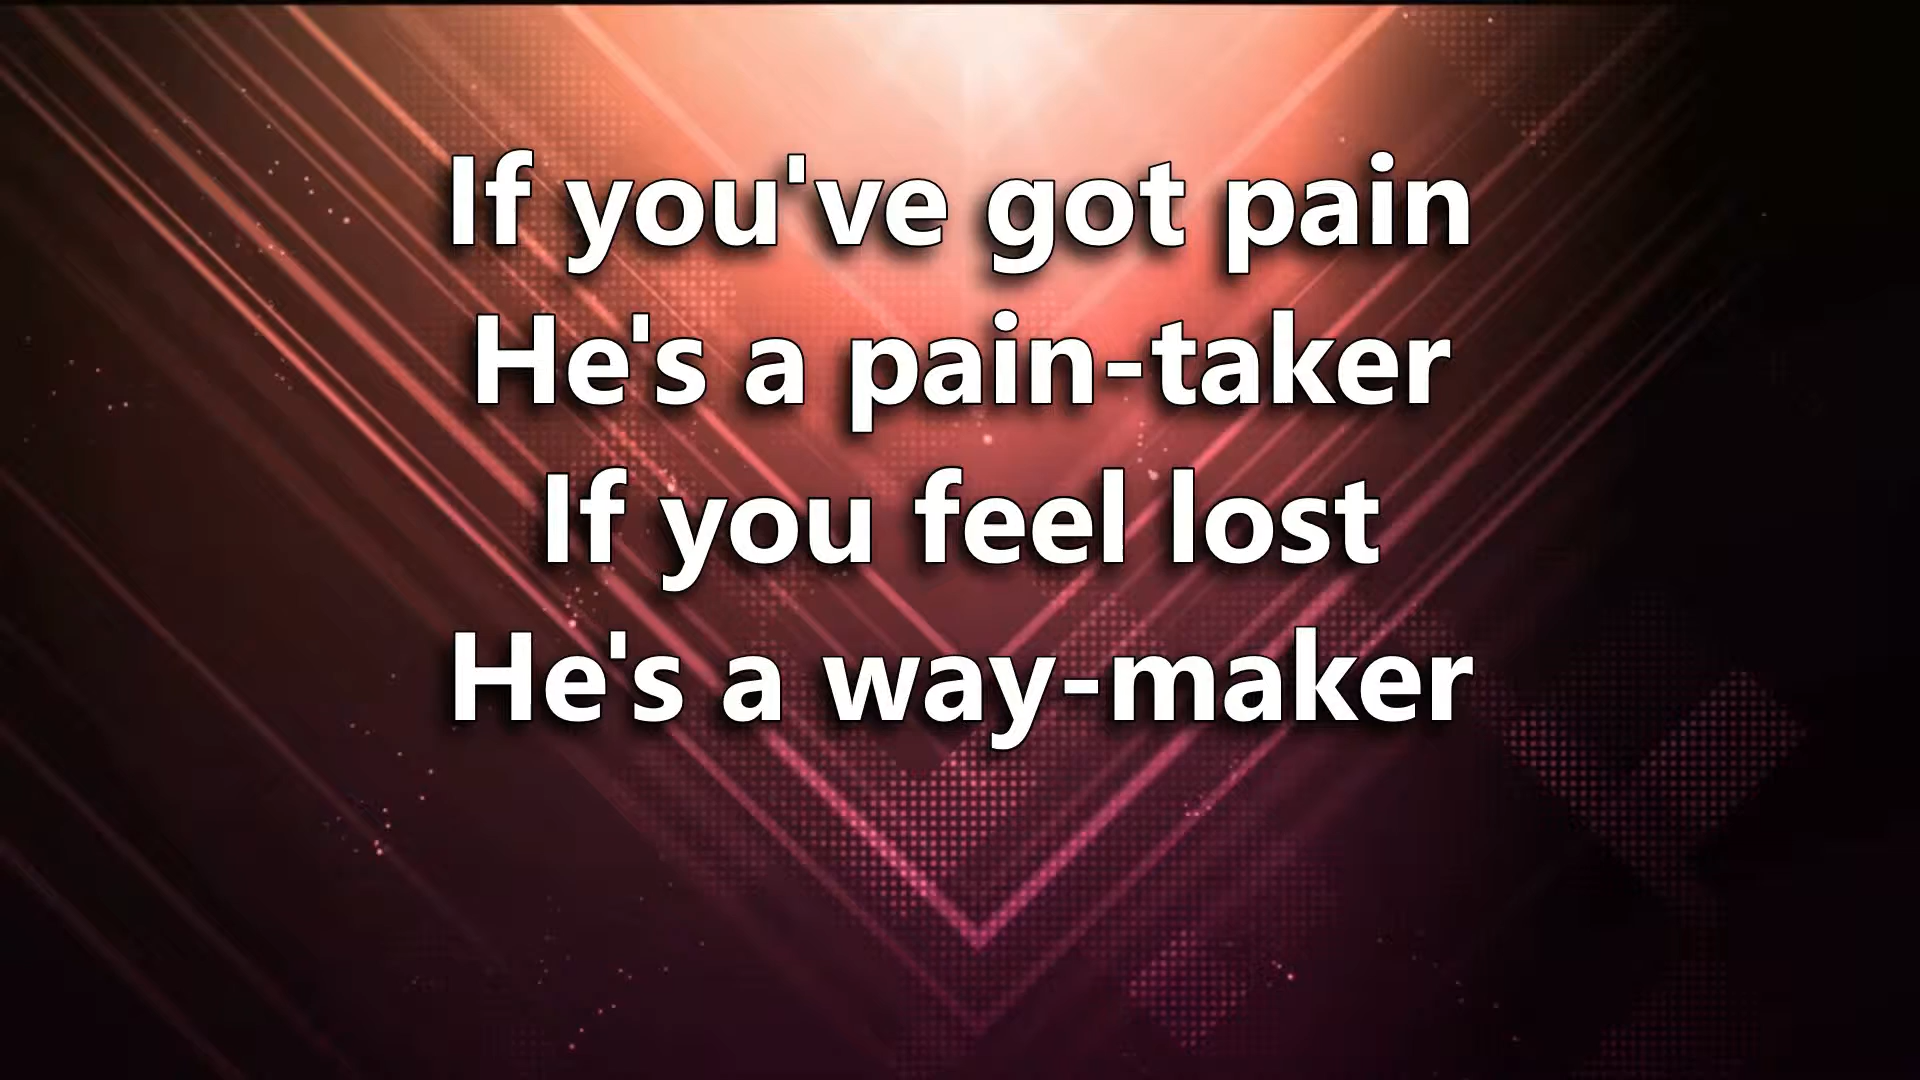 If you've got pain
He's a pain-taker
If you feel lost
He's a way-maker